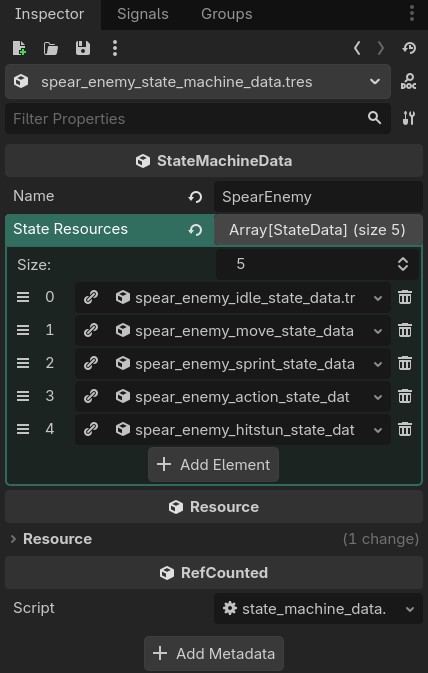 Inspector Signals Groups
spear_enemy_state_machine_data.tres
DOC
Filter Properties
StateMachineData
Name SpearEnemy
State Resources Array[StateData] (size 5)
Size: 5
0 spear_enemy_idle_state_data.tr
1 spear_enemy_move_state_data
2 spear_enemy_sprint_state_data
3 spear_enemy_action_state_dat
4 spear_enemy_hitstun_state_dat
+ Add Element
Resource
Resource (1 change)
RefCounted
Script state_machine_data.
+ Add Metadata